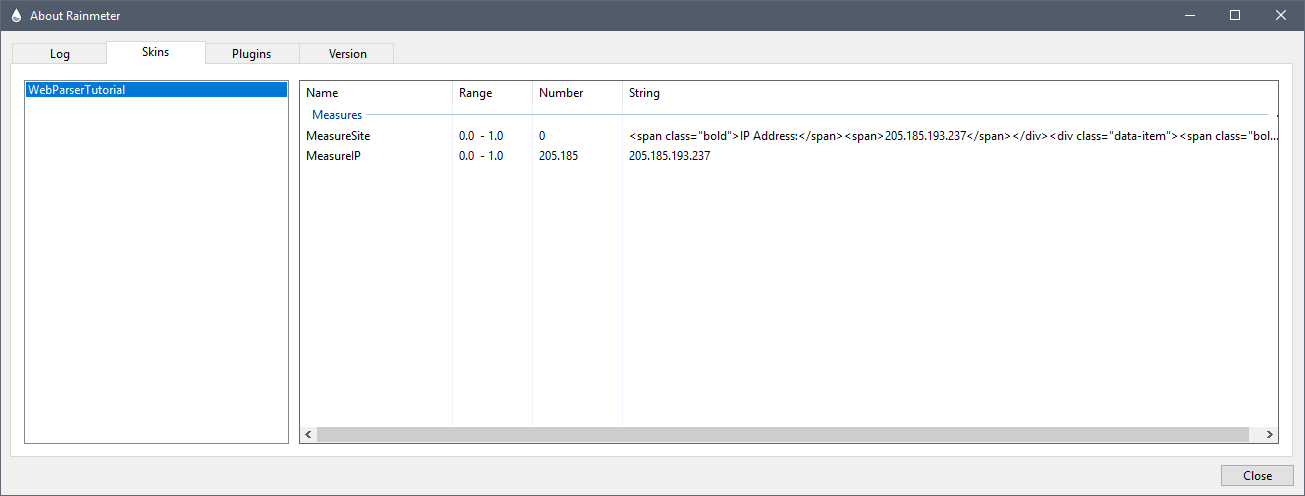 About Rainmeter
Log Skins Plugins Version
WebParserTutorial
Name Range Number String
Measures
MeasureSite 0.0 - 1.0 0 <span class="bold">IP Address:</span><span>205.185.193.237</span></div><div class="data-item"><span class="bol...
MeasureIP 0.0 - 1.0 205.185 205.185.193.237
Close